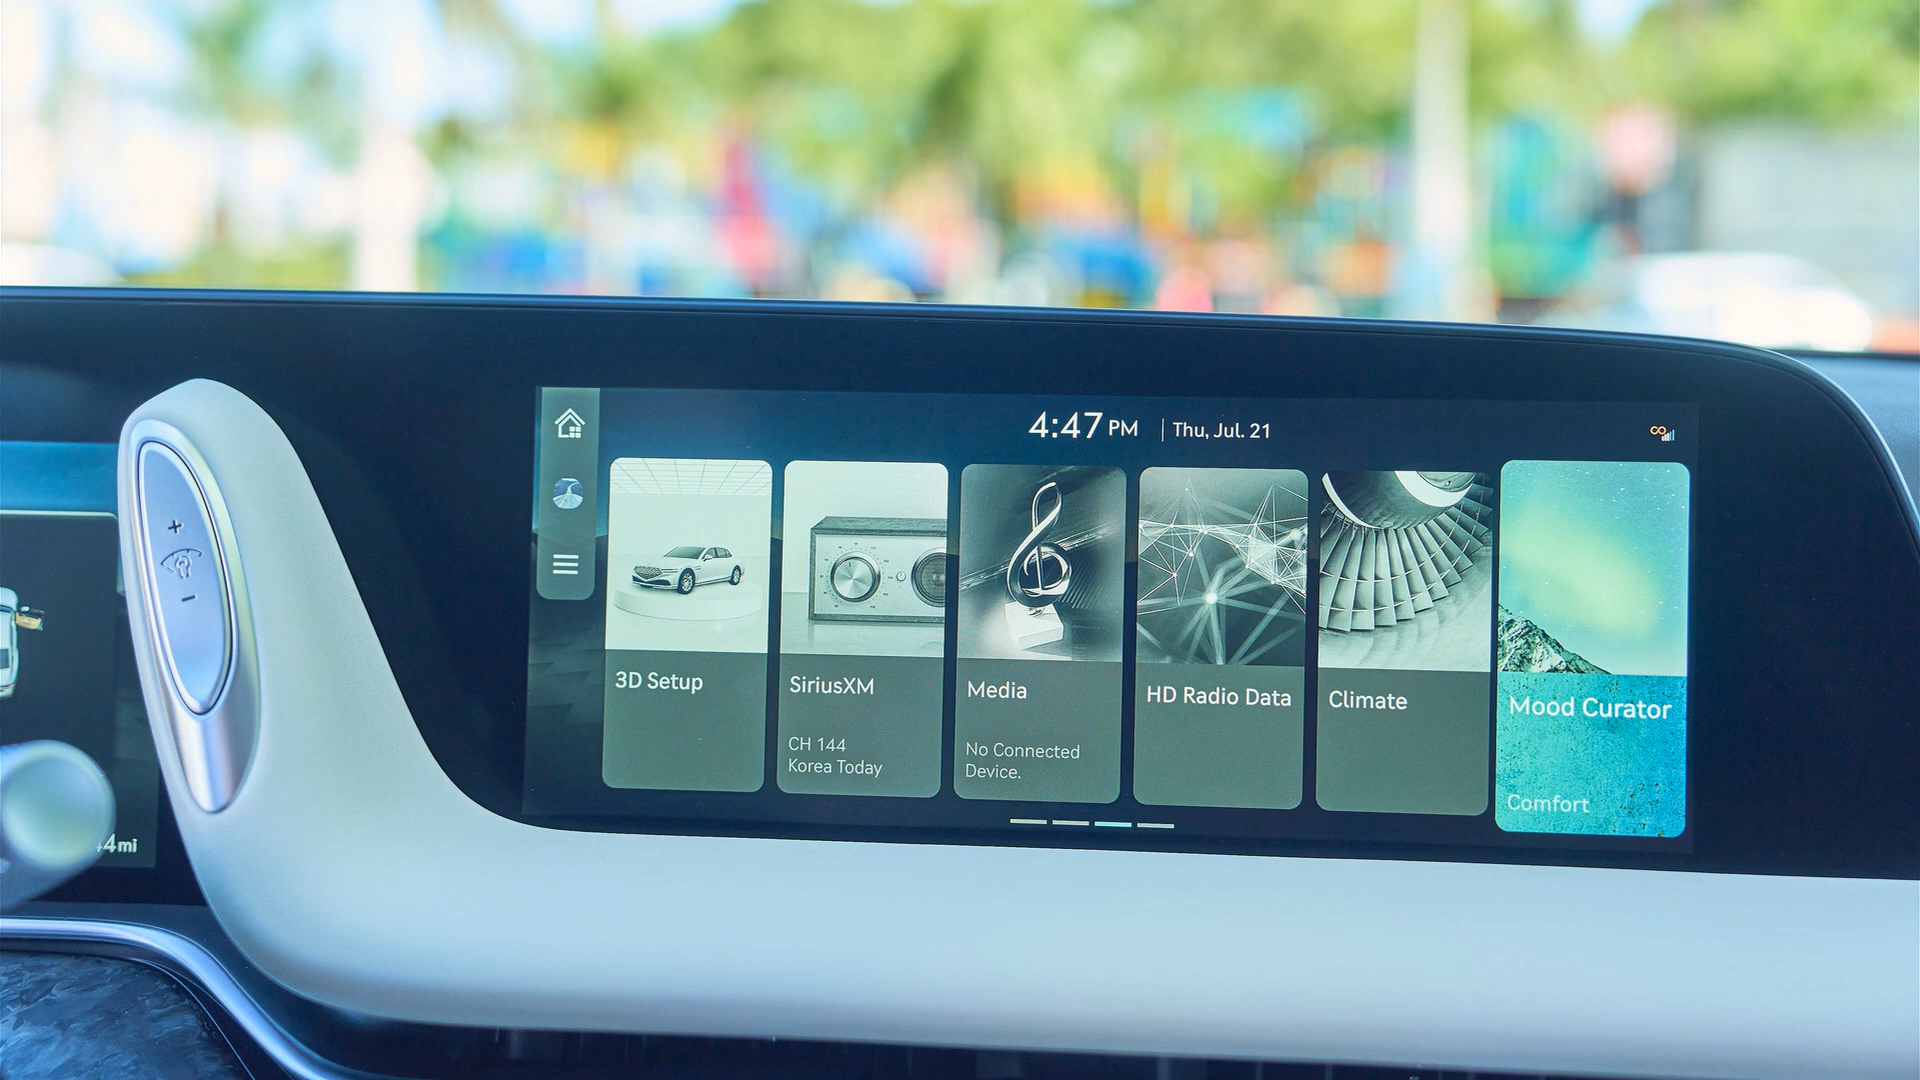 4:47 PM | Thu, Jul. 21
3D Setup
SiriusXM
CH 144
Korea Today
Media
No Connected
Device.
HD Radio Data
Climate
Mood Curator
Comfort
4mi
+
-